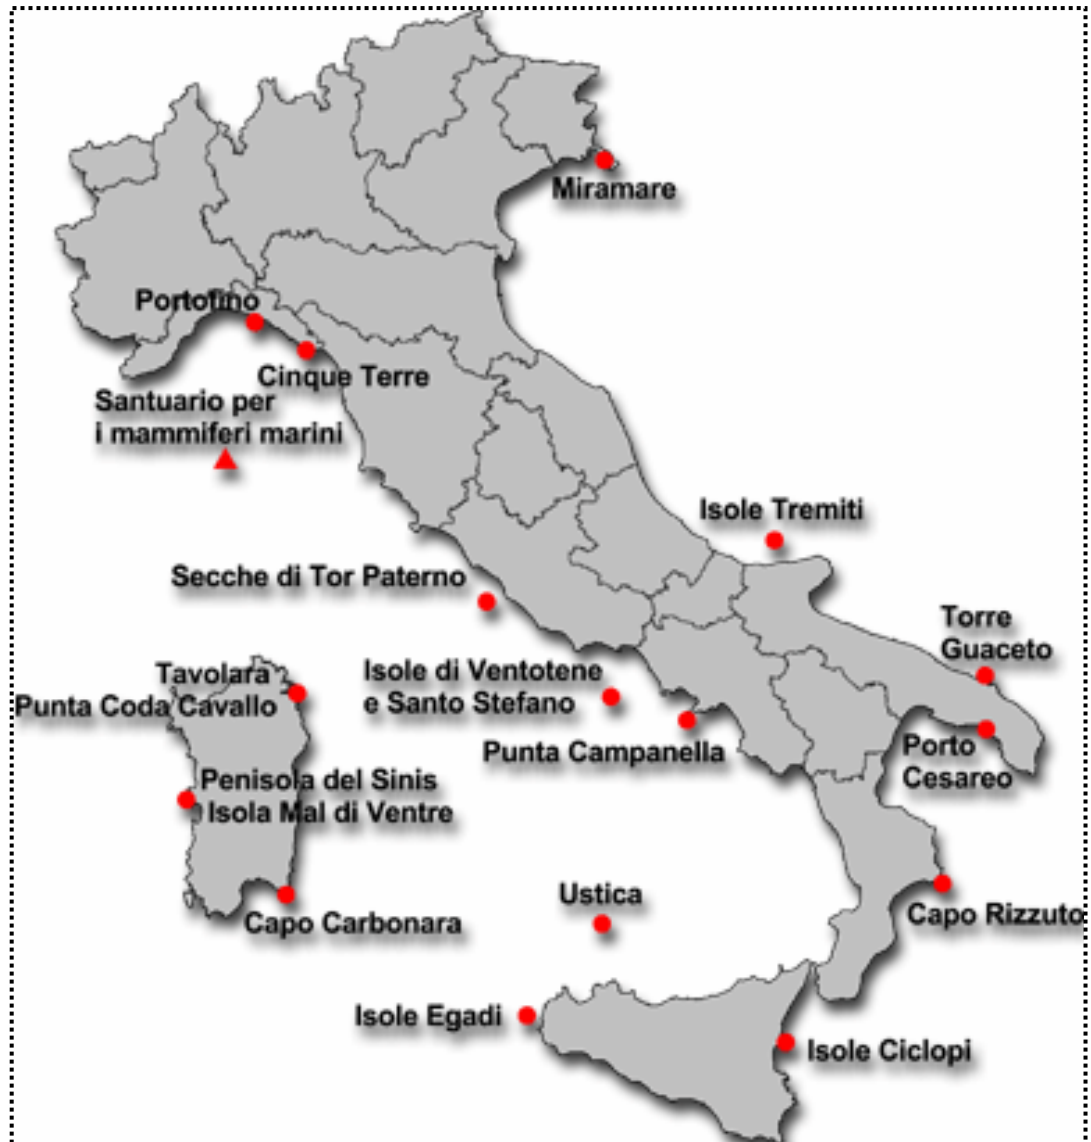 Miramare
Portofino
Cinque Terre
Santuario per
i mammiferi marini
Isole Tremiti
Secche di Tor Paterno
Torre
Guaceto
Isole di Ventotene
e Santo Stefano
Tavolara
Punta Coda Cavallo
Punta Campanella
Porto
Cesareo
Penisola del Sinis
Isola Mal di Ventre
Ustica
Capo Rizzuto
Capo Carbonara
Isole Egadi
Isole Ciclopi